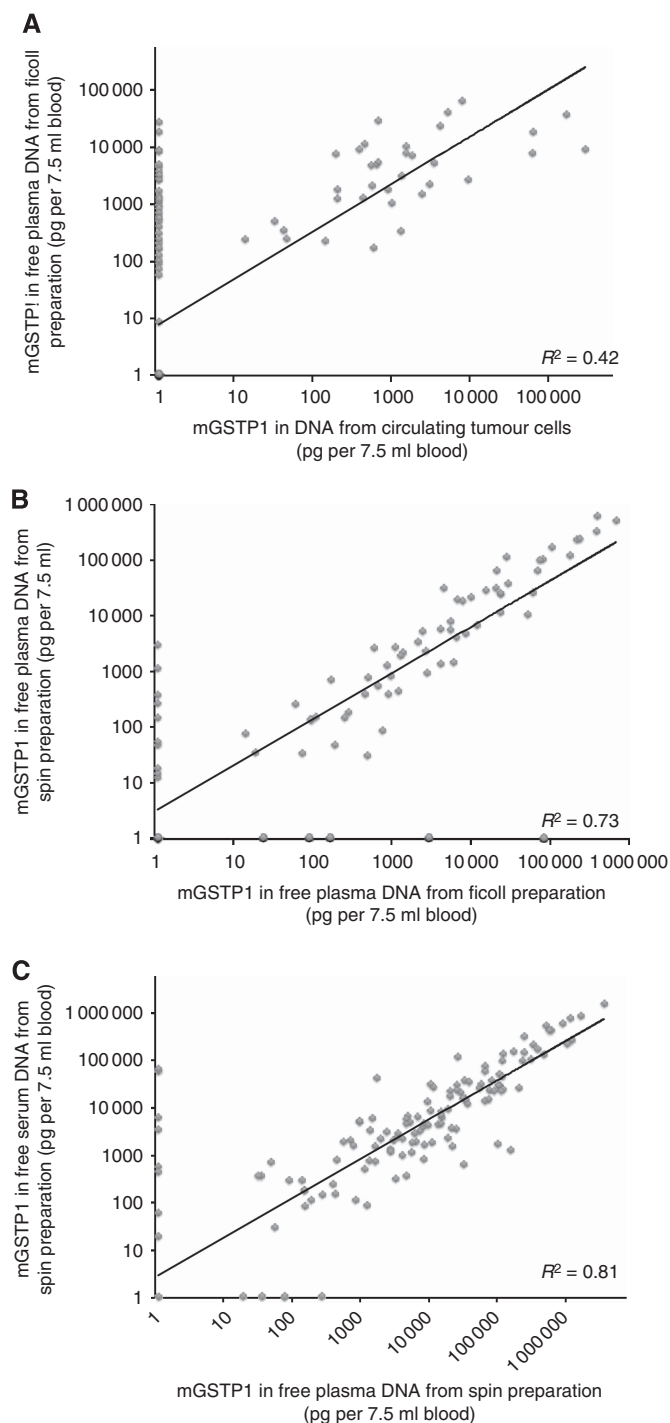 A
mGSTP! in free plasma DNA from ficoll
preparation (pg per 7.5 ml blood)
100 000
10 000
1000
100
10
1
R² = 0.42
1 10 100 1000 10 000 100 000
mGSTP1 in DNA from circulating tumour cells
(pg per 7.5 ml blood)
B
mGSTP1 in free plasma DNA from
spin preparation (pg per 7.5 ml)
1 000 000
100 000
10 000
1000
100
10
1
R² = 0.73
1 10 100 1000 10 000 100 000 1 000 000
mGSTP1 in free plasma DNA from ficoll preparation
(pg per 7.5 ml blood)
C
mGSTP1 in free serum DNA from
spin preparation (pg per 7.5 ml blood)
1 000 000
100 000
10 000
1000
100
10
1
R² = 0.81
1 10 100 1000 10 000 100 000 1 000 000
mGSTP1 in free plasma DNA from spin preparation
(pg per 7.5 ml blood)